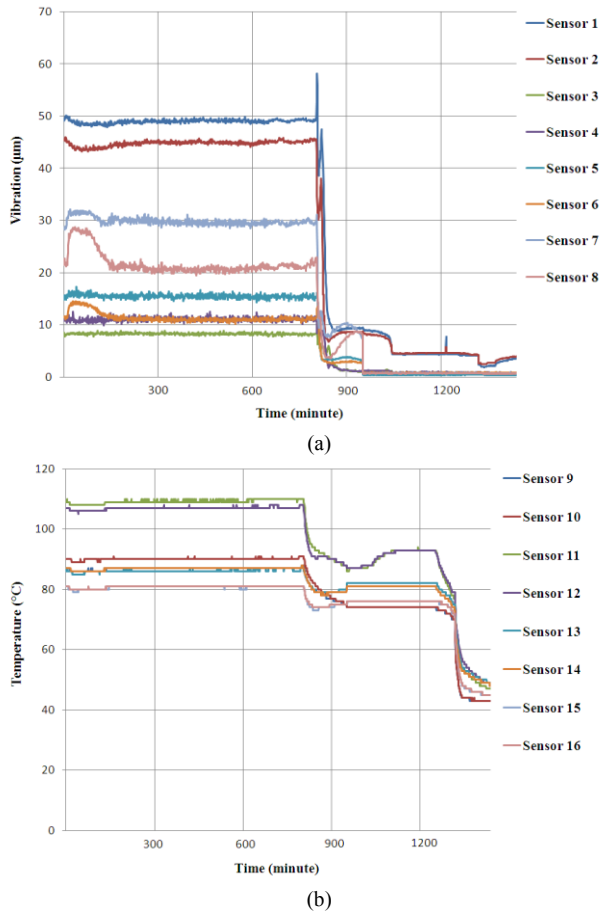 70
60
50
40
30
20
10
0
Vibration (µm)
300
600
900
1200
Time (minute)
Sensor 1
Sensor 2
Sensor 3
Sensor 4
Sensor 5
Sensor 6
Sensor 7
Sensor 8
(a)
120
100
80
60
40
20
0
Temperature (°C)
300
600
900
1200
Time (minute)
Sensor 9
Sensor 10
Sensor 11
Sensor 12
Sensor 13
Sensor 14
Sensor 15
Sensor 16
(b)